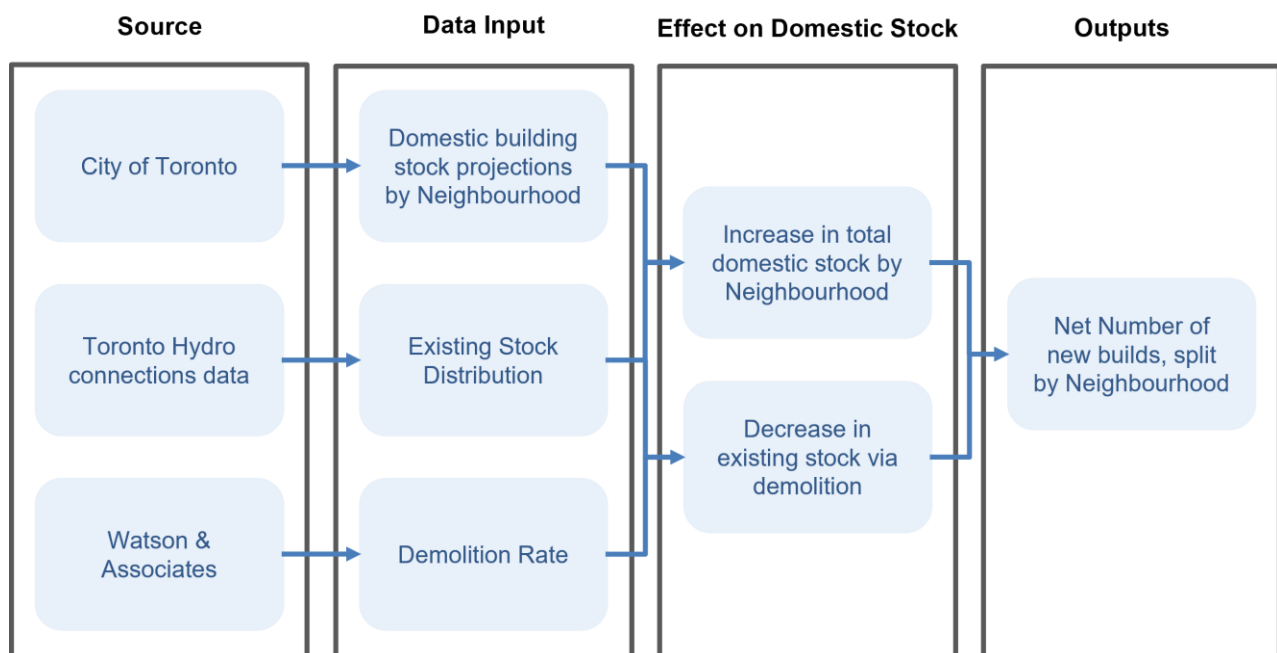 Source
Data Input
Effect on Domestic Stock
Outputs
City of Toronto
Toronto Hydro
connections data
Watson &
Associates
Domestic building
stock projections
by Neighbourhood
Existing Stock
Distribution
Demolition Rate
Increase in total
domestic stock by
Neighbourhood
Decrease in
existing stock via
demolition
Net Number of
new builds, split
by Neighbourhood